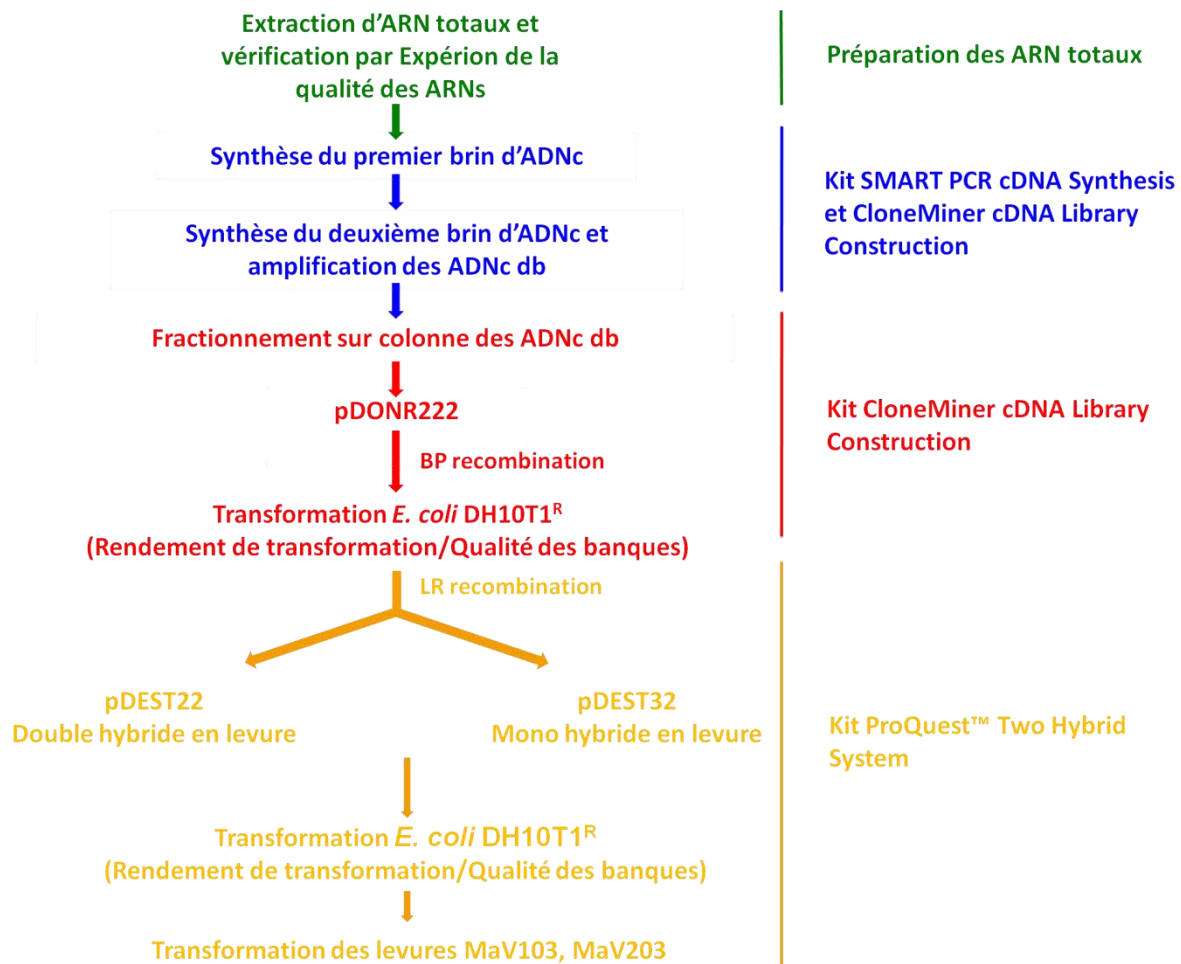 Extraction d’ARN totaux et
vérification par Expérion de la
qualité des ARNs
Préparation des ARN totaux
Synthèse du premier brin d’ADNc
Synthèse du deuxième brin d’ADNc et
amplification des ADNc db
Kit SMART PCR cDNA Synthesis
et CloneMiner cDNA Library
Construction
Fractionnement sur colonne des ADNc db
pDONR222
BP recombination
Transformation E. coli DH10T1ᴿ
(Rendement de transformation/Qualité des banques)
Kit CloneMiner cDNA Library
Construction
LR recombination
pDEST22
Double hybride en levure
pDEST32
Mono hybride en levure
Kit ProQuest™ Two Hybrid
System
Transformation E. coli DH10T1ᴿ
(Rendement de transformation/Qualité des banques)
Transformation des levures MaV103, MaV203